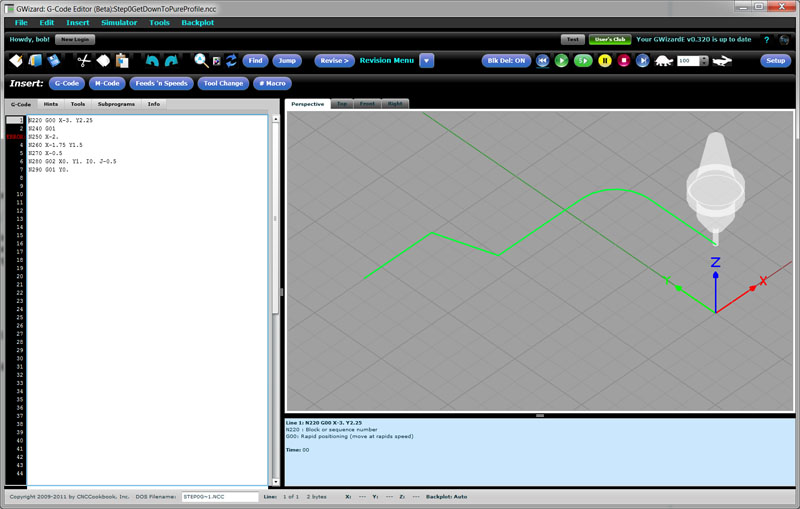 GWizard: G-Code Editor (Beta):Step0GetDownToPureProfile.ncc
File Edit Insert Simulator Tools Backplot
Howdy, bob! New Login Test User's Club Your GWizardE v0.320 is up to date ?
Find Jump Revise > Revision Menu Blk Del: ON 100 Setup
Insert: G-Code M-Code Feeds 'n Speeds Tool Change # Macro
G-Code Hints Tools Subprograms Info
Perspective Top Front Right
1 N220 G00 X-3. Y2.25
2 N240 G01
N250 X-2.
4 N260 X-1.75 Y1.5
5 N270 X-0.5
6 N280 G02 X0. Y1. I0. J-0.5
7 N290 G01 Y0.
8
9
10
11
12
13
14
15
16
17
18
19
20
21
22
23
24
25
26
27
28
29
30
31
32
33
34
35
36
37
38
39
40
41
42
43
44
Z
Y
X
Line 1: N220 G00 X-3. Y2.25
N220 : Block or sequence number
G00: Rapid positioning (move at rapids speed)
Time: 00
Copyright 2009-2011 by CNCCookbook, Inc. DOS Filename: STEP0G~1.NCC Line: 1 of 1 2 bytes X: --- Y: --- Z: --- Backplot: Auto